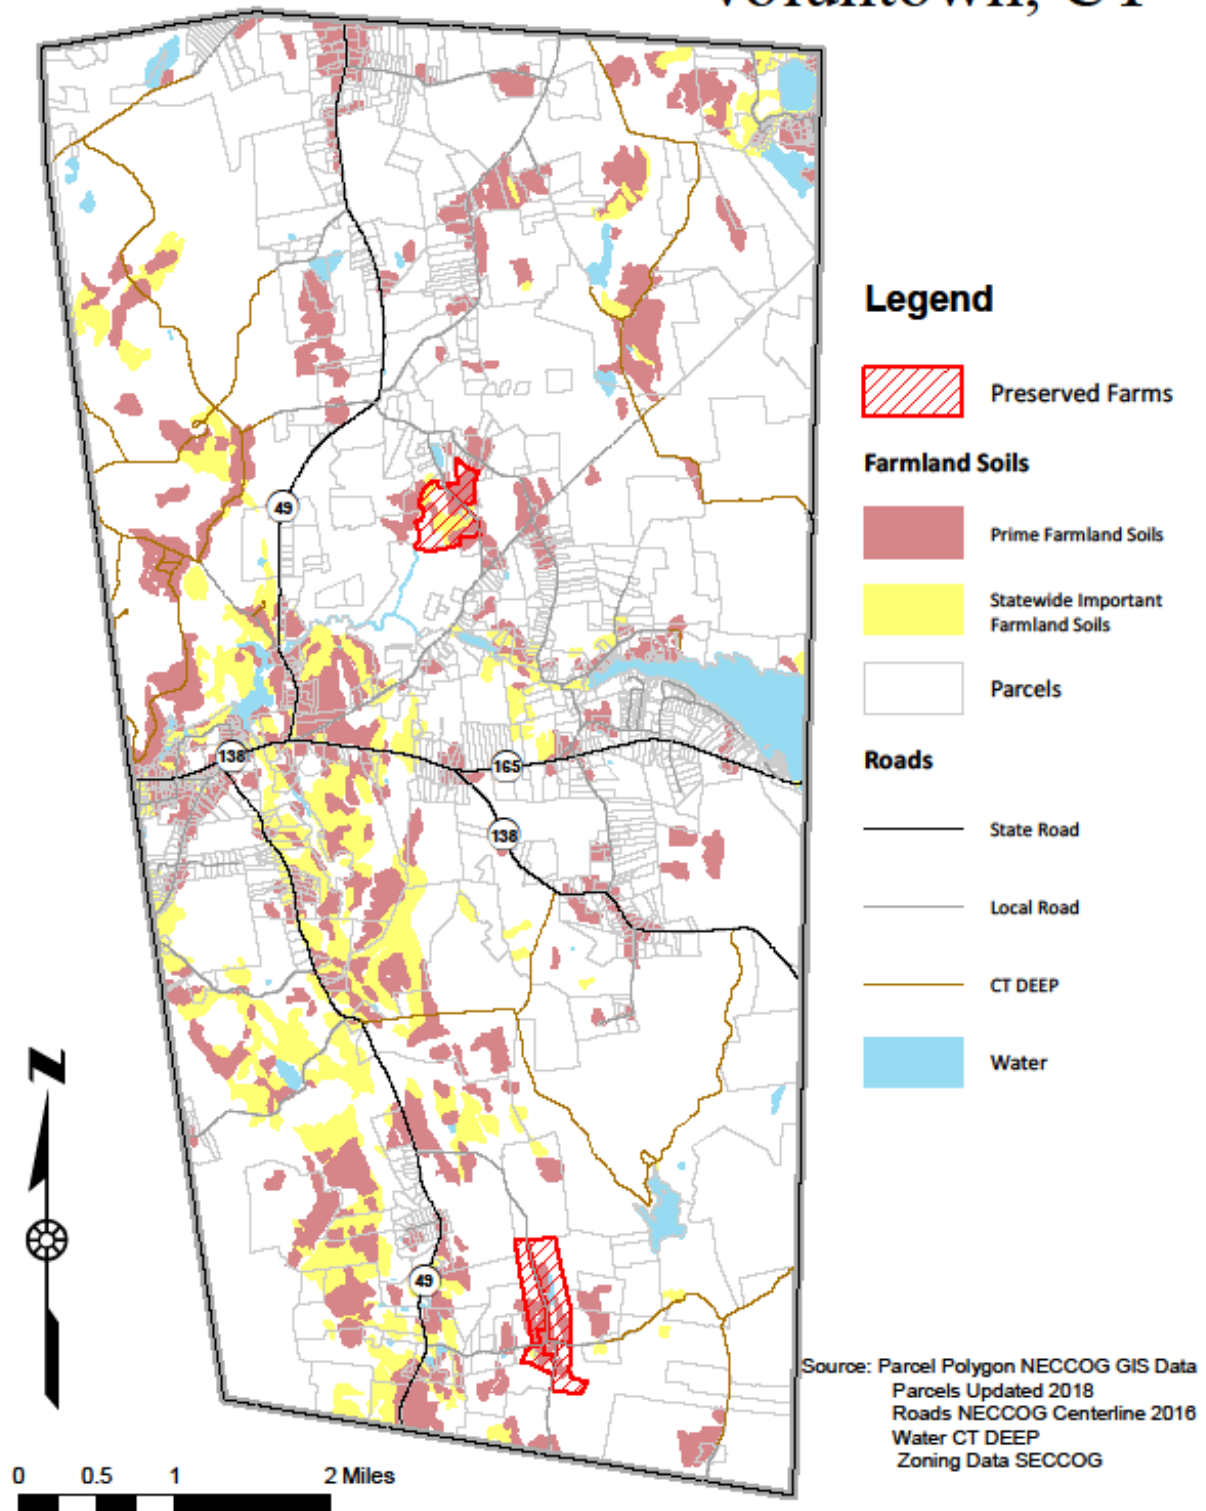 Voluntown, CT
Legend
Preserved Farms
Farmland Soils
Prime Farmland Soils
Statewide Important
Farmland Soils
Parcels
Roads
State Road
Local Road
CT DEEP
Water
49
138
165
138
49
N
0 0.5 1 2 Miles
Source: Parcel Polygon NECCOG GIS Data
Parcels Updated 2018
Roads NECCOG Centerline 2016
Water CT DEEP
Zoning Data SECCOG